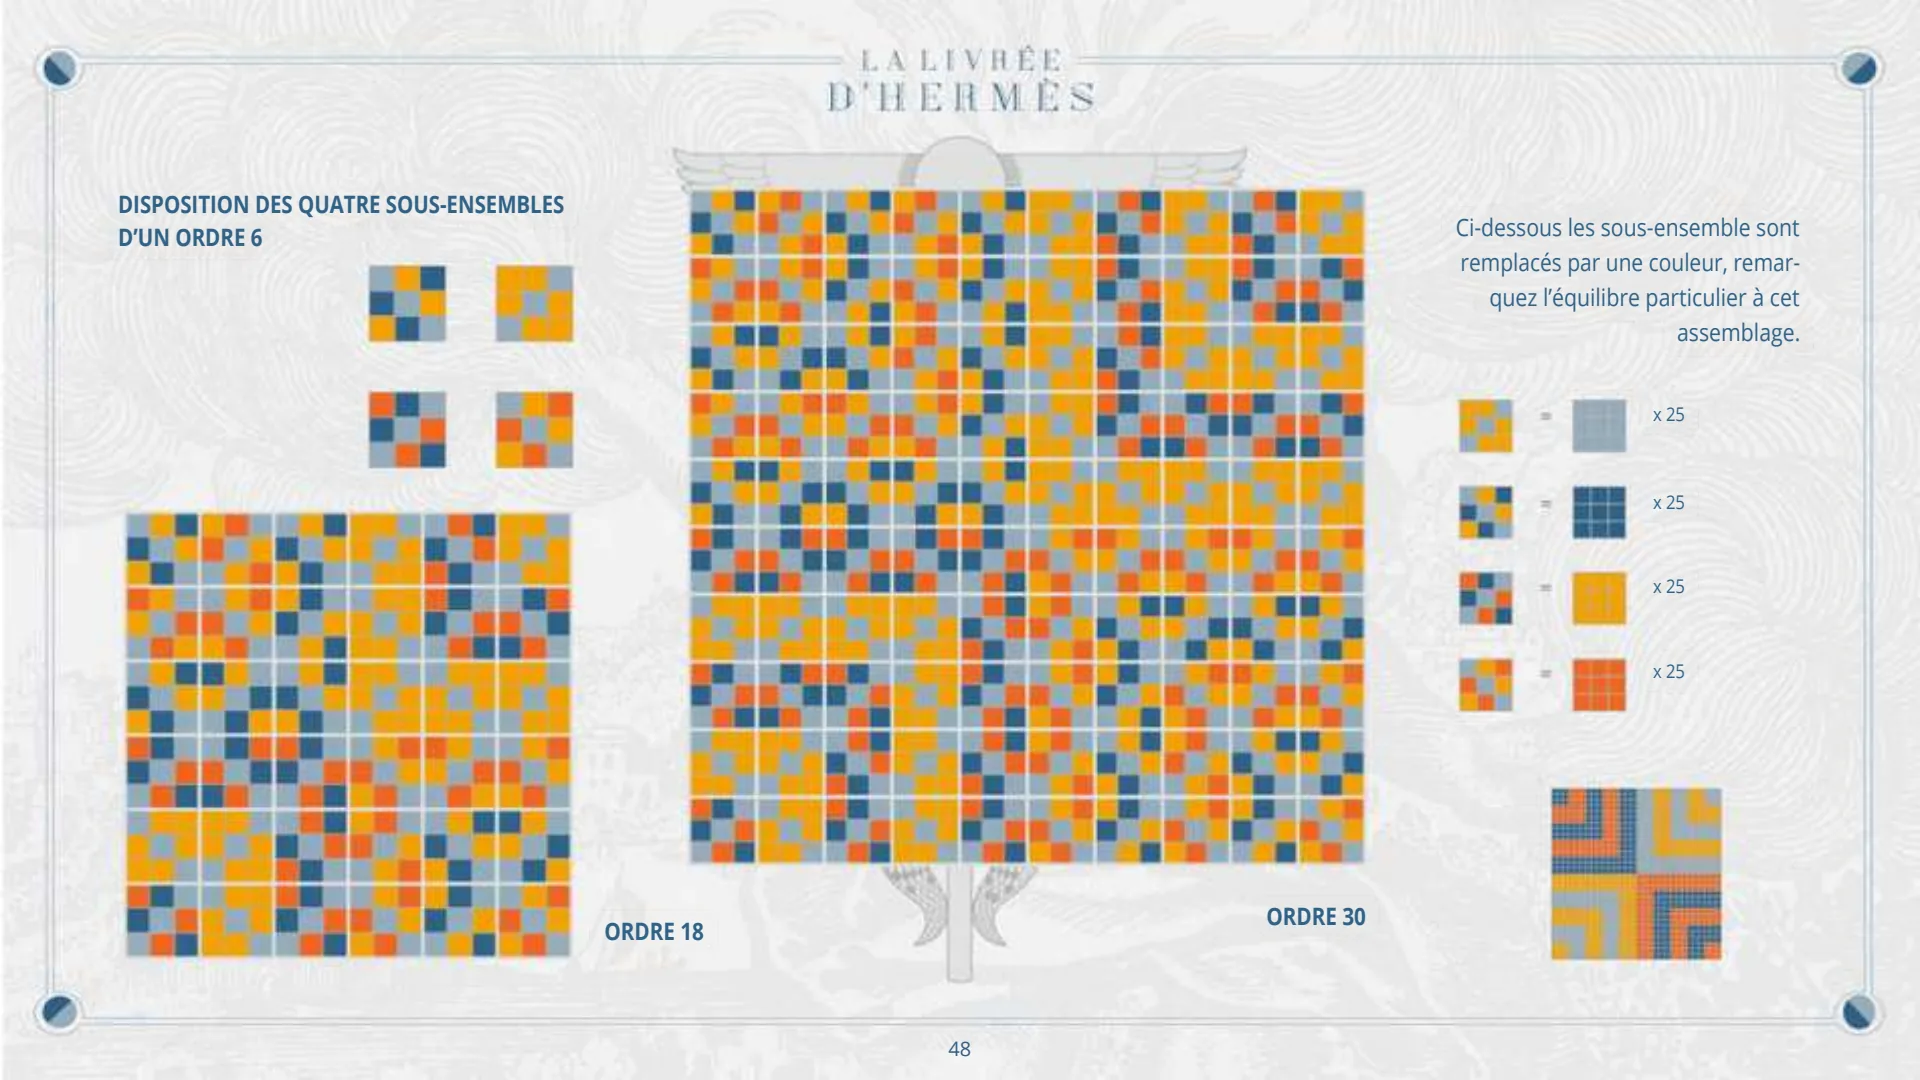 LA LIVRÉE
D'HERMÈS
DISPOSITION DES QUATRE SOUS-ENSEMBLES
D’UN ORDRE 6
Ci-dessous les sous-ensemble sont
remplacés par une couleur, remar-
quez l’équilibre particulier à cet
assemblage.
= x 25
= x 25
= x 25
= x 25
ORDRE 18
ORDRE 30
48